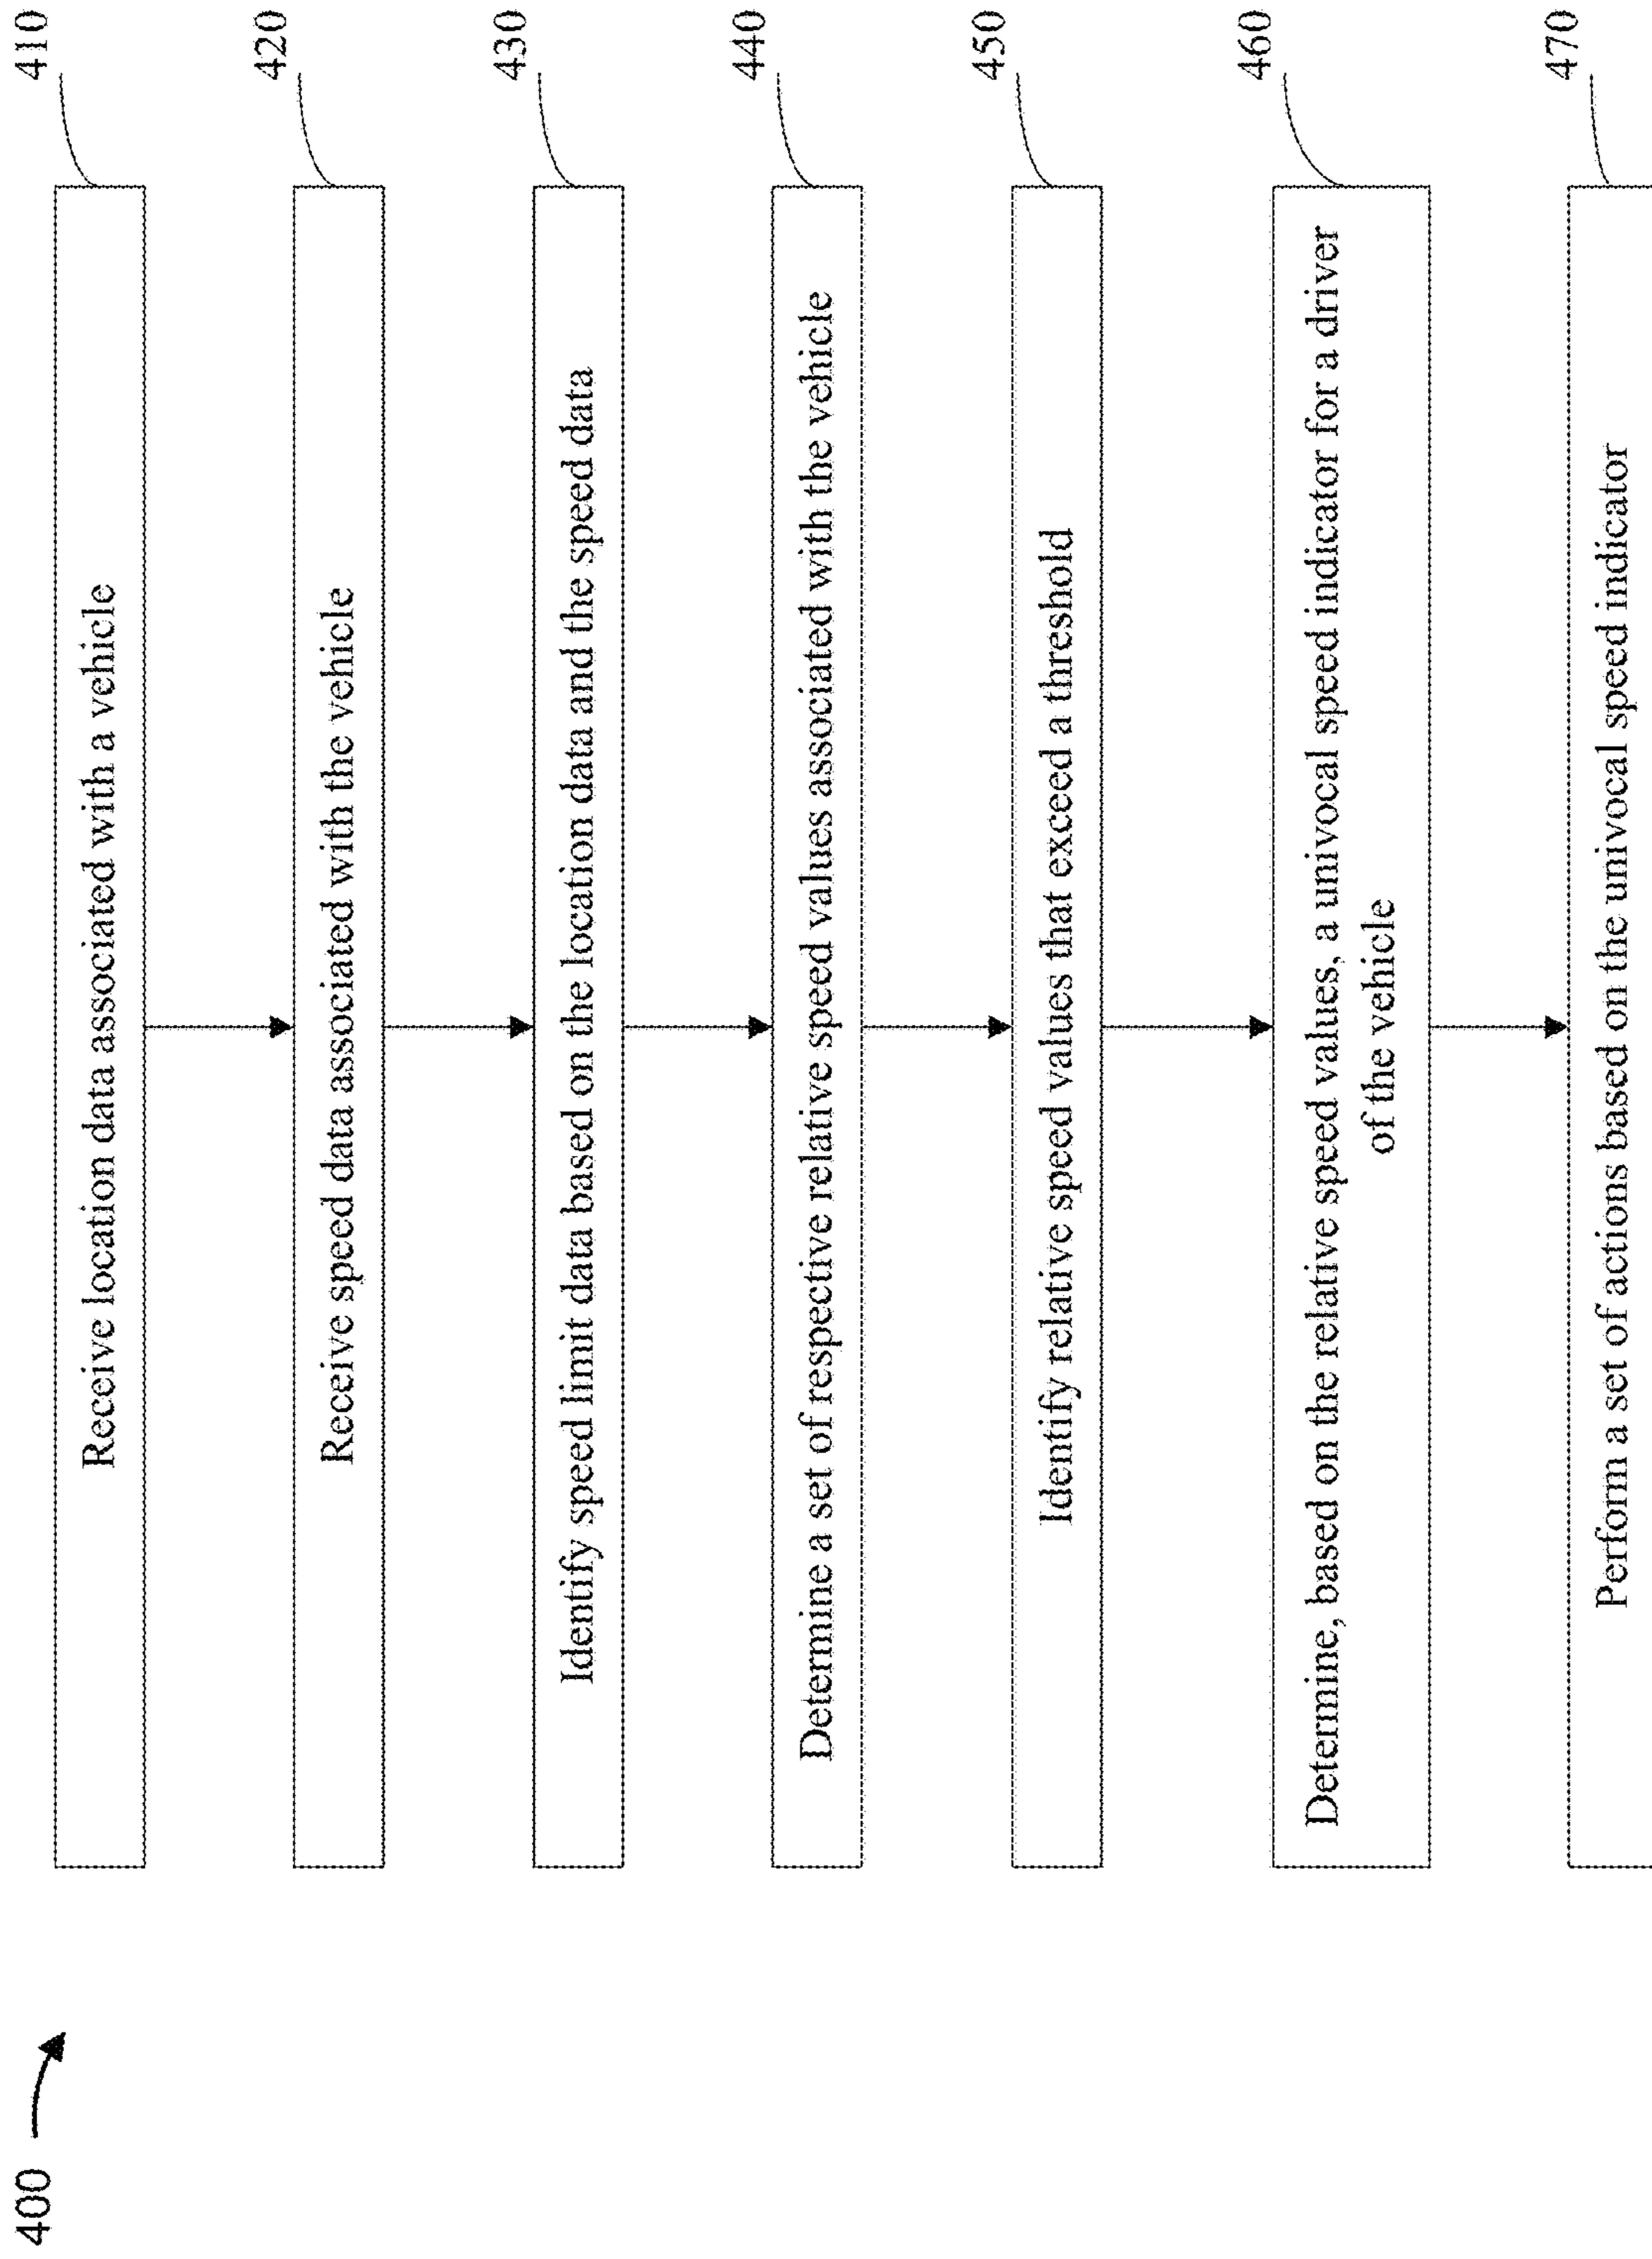 400
410
Receive location data associated with a vehicle
420
Receive speed data associated with the vehicle
430
Identify speed limit data based on the location data and the speed data
440
Determine a set of respective relative speed values associated with the vehicle
450
Identify relative speed values that exceed a threshold
460
Determine, based on the relative speed values, a univocal speed indicator for a driver
of the vehicle
470
Perform a set of actions based on the univocal speed indicator